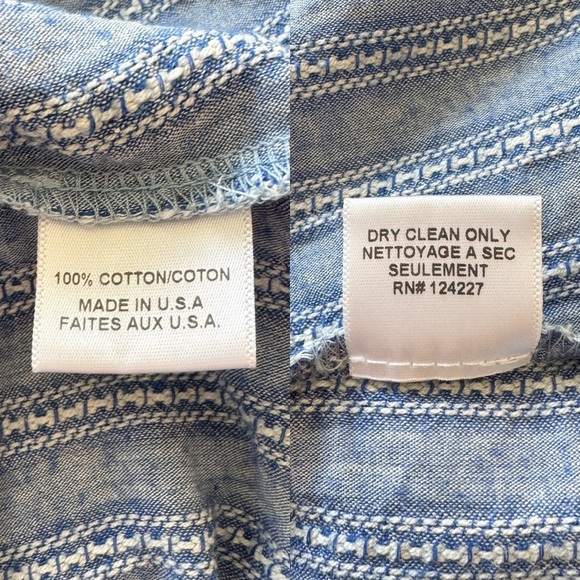 100% COTTON/COTON
MADE IN U.S.A
FAITES AUX U.S.A.
DRY CLEAN ONLY
NETTOYAGE A SEC
SEULEMENT
RN# 124227